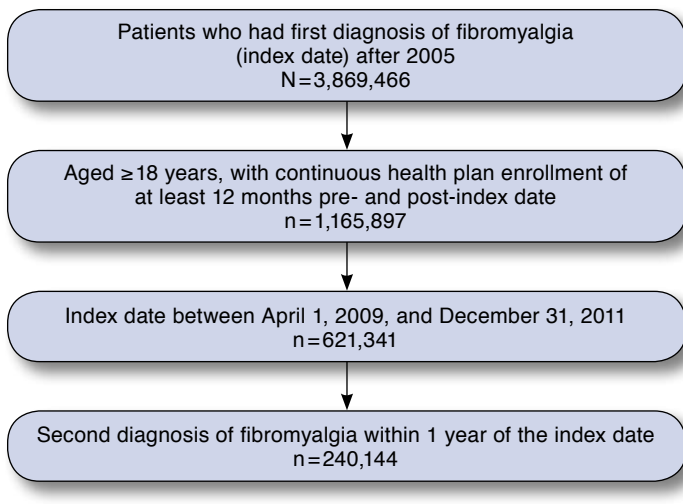 Patients who had first diagnosis of fibromyalgia
(index date) after 2005
N=3,869,466
Aged ≥18 years, with continuous health plan enrollment of
at least 12 months pre- and post-index date
n=1,165,897
Index date between April 1, 2009, and December 31, 2011
n=621,341
Second diagnosis of fibromyalgia within 1 year of the index date
n=240,144